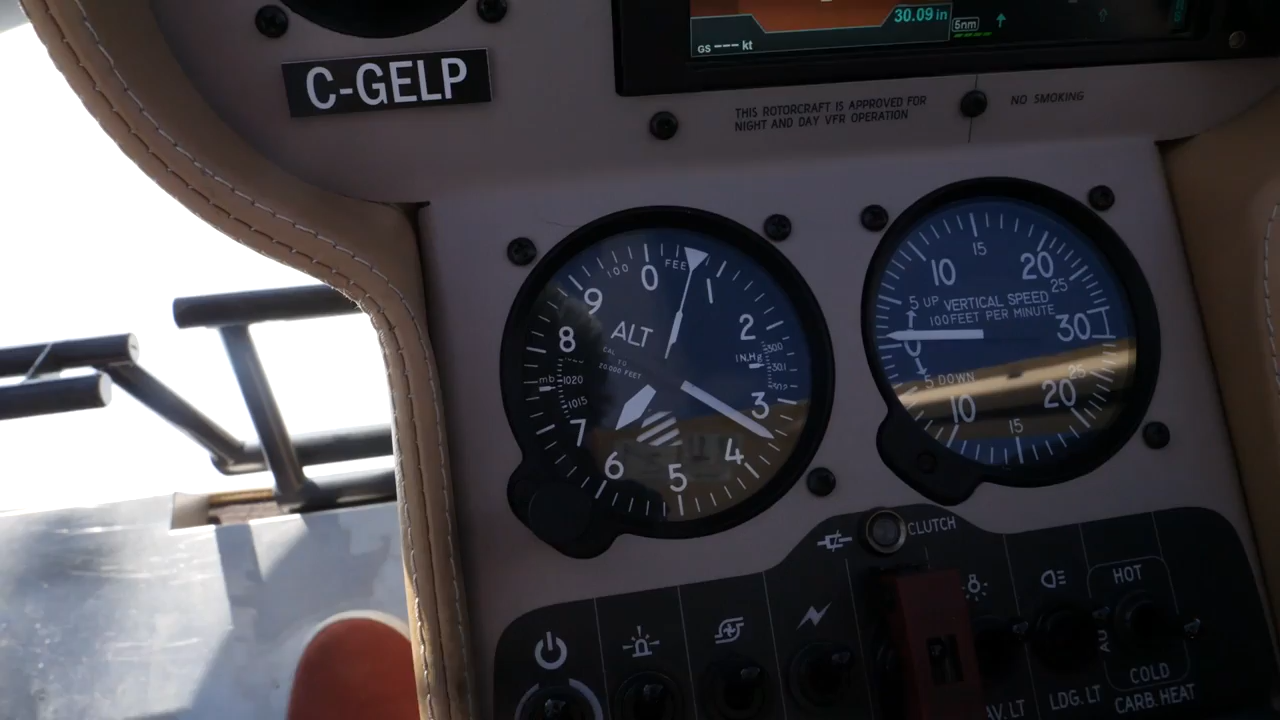 30.09 in
5nm
GS --- kt
C-GELP
THIS ROTORCRAFT IS APPROVED FOR
NIGHT AND DAY VFR OPERATION
NO SMOKING
100 FEE
0
1
2
3
4
5
6
7
8
9
ALT
CAL TO
20,000 FEET
IN.Hg
30.1
mb
1020
1015
15
10
20
25
5 UP VERTICAL SPEED
100 FEET PER MINUTE
0
30
5 DOWN
25
10
20
15
CLUTCH
HOT
COLD
LDG. LT
CARB. HEAT